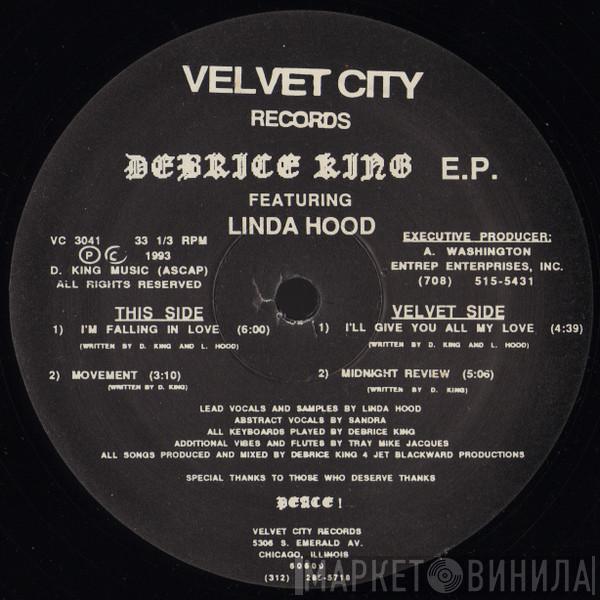 VELVET CITY
RECORDS
DEBRICE KING E.P.
FEATURING
LINDA HOOD
VC 3041 33 1/3 RPM
P C 1993
D. KING MUSIC (ASCAP)
ALL RIGHTS RESERVED
EXECUTIVE PRODUCER:
A. WASHINGTON
ENTREP ENTERPRISES, INC.
(708) 515-5431
THIS SIDE
1) I'M FALLING IN LOVE (6:00)
(WRITTEN BY D. KING AND L. HOOD)
2) MOVEMENT (3:10)
(WRITTEN BY D. KING)
VELVET SIDE
1) I'LL GIVE YOU ALL MY LOVE (4:39)
(WRITTEN BY D. KING AND L. HOOD)
2) MIDNIGHT REVIEW (5:06)
(WRITTEN BY D. KING)
LEAD VOCALS AND SAMPLES BY LINDA HOOD
ABSTRACT VOCALS BY SANDRA
ALL KEYBOARDS PLAYED BY DEBRICE KING
ADDITIONAL VIBES AND FLUTES BY TRAY MIKE JACQUES
ALL SONGS PRODUCED AND MIXED BY DEBRICE KING 4 JET BLACKWARD PRODUCTIONS
SPECIAL THANKS TO THOSE WHO DESERVE THANKS
PEACE !
VELVET CITY RECORDS
5306 S. EMERALD AV.
CHICAGO, ILLINOIS
60609
(312) 285-5718
МАРКЕТ ВИНИЛА